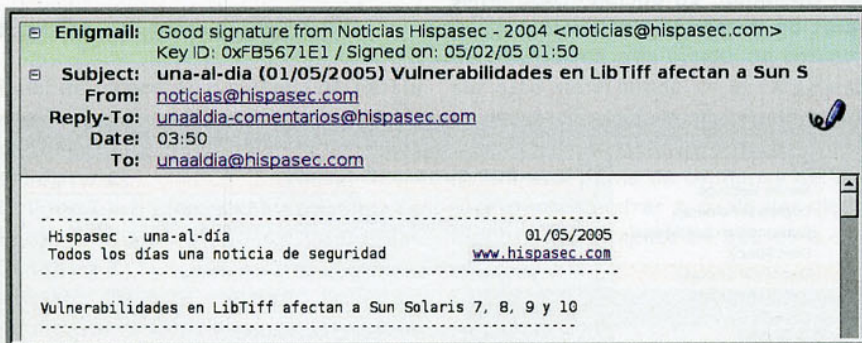 Enigmail: Good signature from Noticias Hispasec - 2004 <noticias@hispasec.com>
Key ID: 0xFB5671E1 / Signed on: 05/02/05 01:50
Subject: una-al-dia (01/05/2005) Vulnerabilidades en LibTiff afectan a Sun S
From: noticias@hispasec.com
Reply-To: unaaldia-comentarios@hispasec.com
Date: 03:50
To: unaaldia@hispasec.com
Hispasec - una-al-día 01/05/2005
Todos los días una noticia de seguridad www.hispasec.com
Vulnerabilidades en LibTiff afectan a Sun Solaris 7, 8, 9 y 10